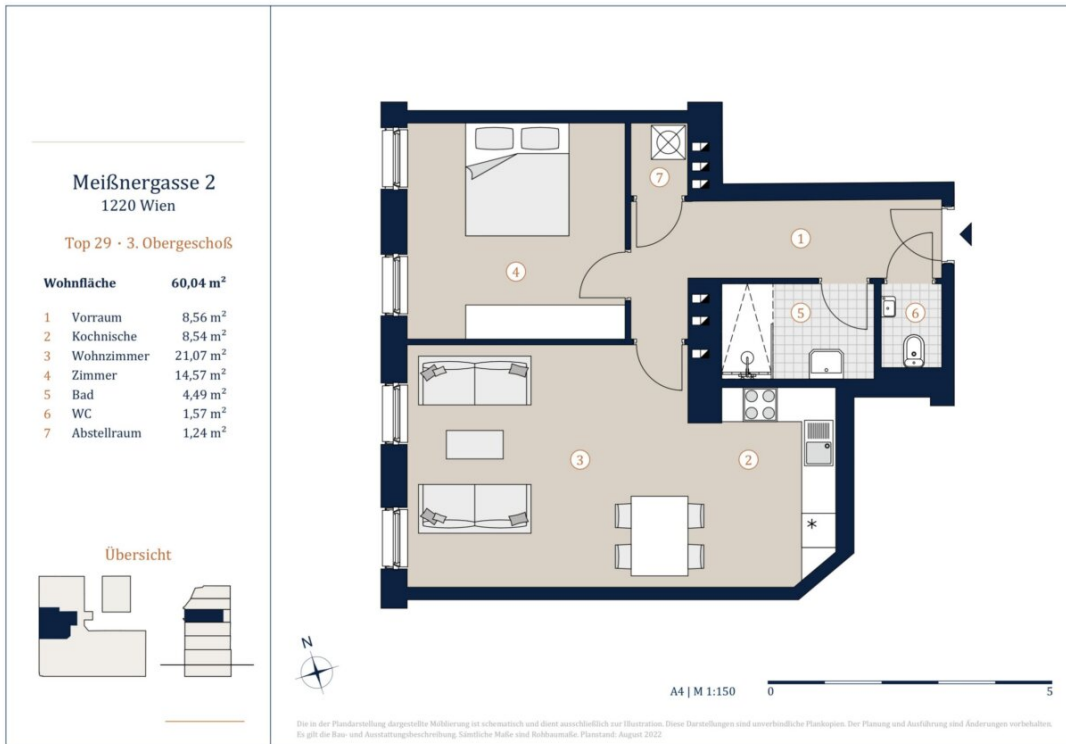 Meißnergasse 2
1220 Wien
Top 29 · 3. Obergeschoß
Wohnfläche 60,04 m²
1 Vorraum 8,56 m²
2 Kochnische 8,54 m²
3 Wohnzimmer 21,07 m²
4 Zimmer 14,57 m²
5 Bad 4,49 m²
6 WC 1,57 m²
7 Abstellraum 1,24 m²
Übersicht
7
1
4
5
6
3
2
*
N
A4 | M 1:150 0 5
Die in der Plandarstellung dargestellte Möblierung ist schematisch und dient ausschließlich zur Illustration. Diese Darstellungen sind unverbindliche Plankopien. Der Planung und Ausführung sind Änderungen vorbehalten.
Es gilt die Bau- und Ausstattungsbeschreibung. Sämtliche Maße sind Rohbaumaße. Planstand: August 2022